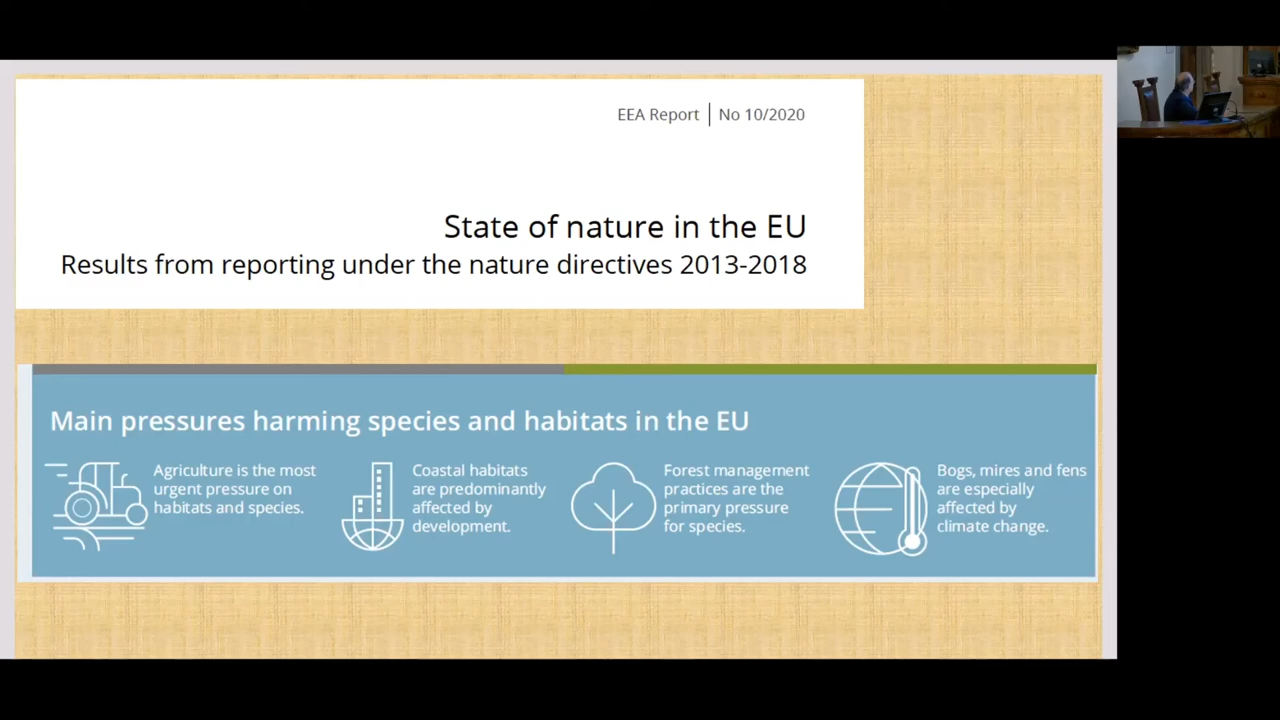 EEA Report | No 10/2020
State of nature in the EU
Results from reporting under the nature directives 2013-2018
Main pressures harming species and habitats in the EU
Agriculture is the most
urgent pressure on
habitats and species.
Coastal habitats
are predominantly
affected by
development.
Forest management
practices are the
primary pressure
for species.
Bogs, mires and fens
are especially
affected by
climate change.